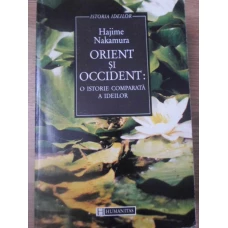 ISTORIA IDEILOR
Hajime
Nakamura
ORIENT
ȘI
OCCIDENT:
O ISTORIE COMPARATĂ
A IDEILOR
HUMANITAS